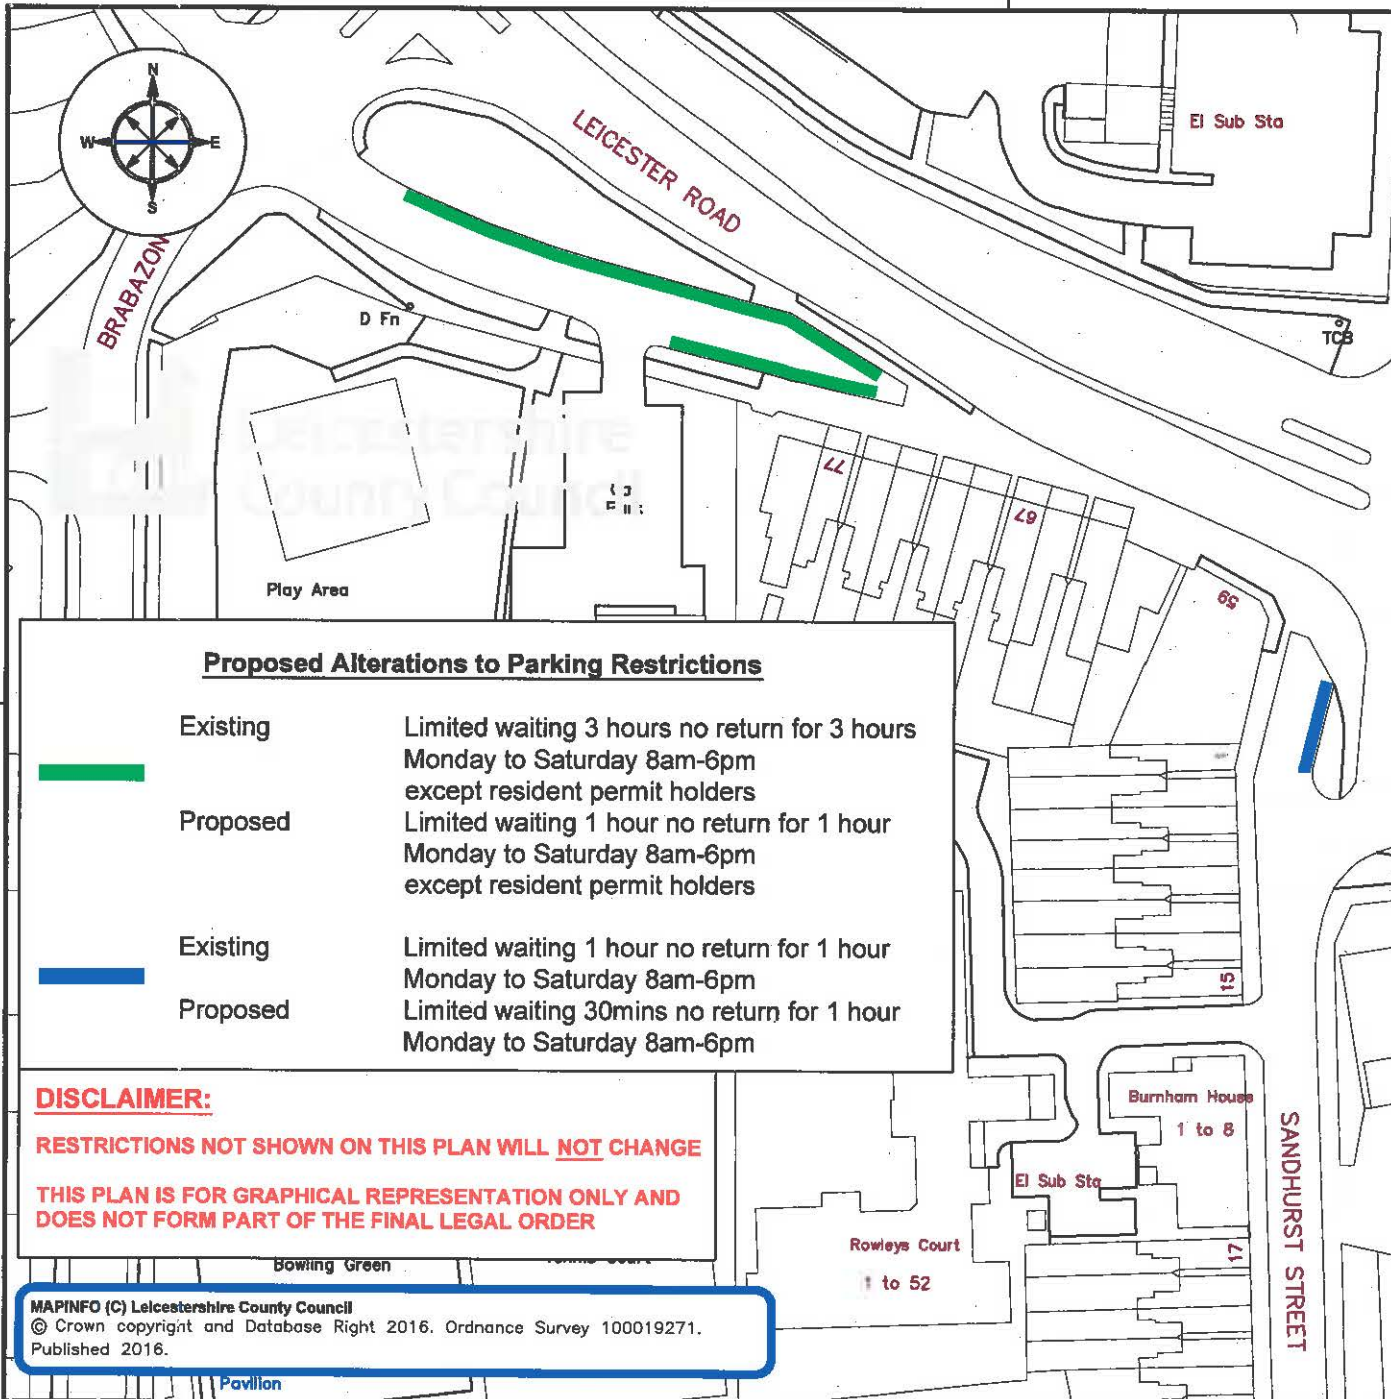 N
W
E
S
BRABAZON
LEICESTER ROAD
El Sub Sta
TCB
D Fn
Leicestershire
County Council
Play Area
77
67
59
Proposed Alterations to Parking Restrictions
Existing Limited waiting 3 hours no return for 3 hours
Monday to Saturday 8am-6pm
except resident permit holders
Proposed Limited waiting 1 hour no return for 1 hour
Monday to Saturday 8am-6pm
except resident permit holders
Existing Limited waiting 1 hour no return for 1 hour
Monday to Saturday 8am-6pm
Proposed Limited waiting 30mins no return for 1 hour
Monday to Saturday 8am-6pm
15
DISCLAIMER:
RESTRICTIONS NOT SHOWN ON THIS PLAN WILL NOT CHANGE
THIS PLAN IS FOR GRAPHICAL REPRESENTATION ONLY AND
DOES NOT FORM PART OF THE FINAL LEGAL ORDER
Burnham House
1 to 8
El Sub Sta
SANDHURST STREET
17
Rowleys Court
1 to 52
Bowling Green
MAPINFO (C) Leicestershire County Council
© Crown copyright and Database Right 2016. Ordnance Survey 100019271.
Published 2016.
Pavilion